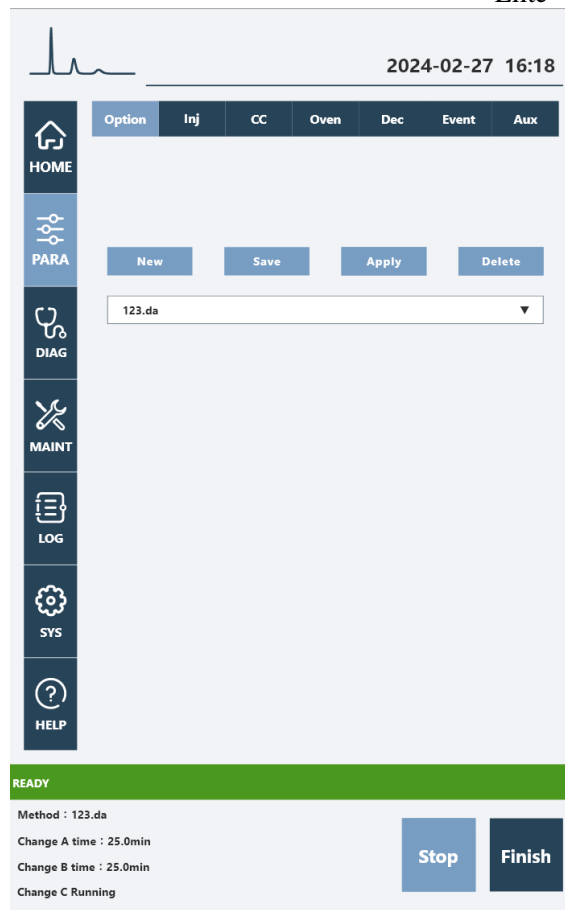 2024-02-27 16:18
Option Inj CC Oven Dec Event Aux
HOME
PARA
New Save Apply Delete
123.da ▼
DIAG
MAINT
LOG
SYS
HELP
READY
Method：123.da
Change A time：25.0min
Change B time：25.0min
Change C Running
Stop Finish